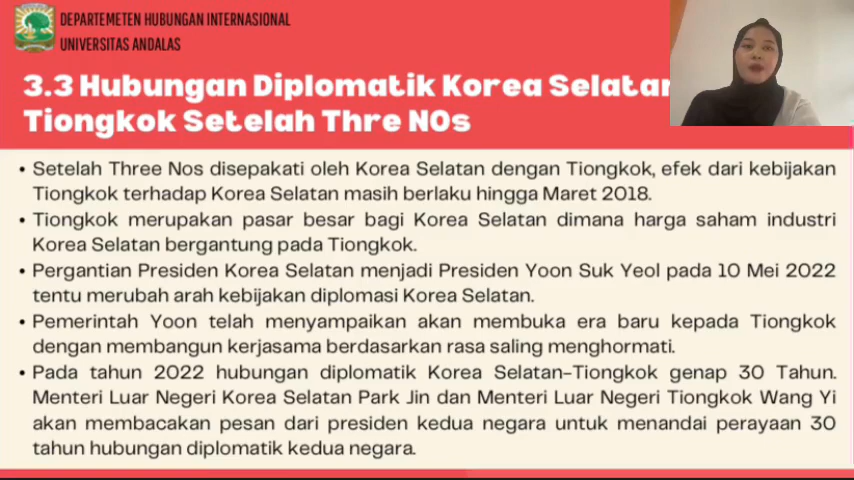 DEPARTEMETEN HUBUNGAN INTERNASIONAL
UNIVERSITAS ANDALAS
3.3 Hubungan Diplomatik Korea Selatan
Tiongkok Setelah Thre NOs
• Setelah Three Nos disepakati oleh Korea Selatan dengan Tiongkok, efek dari kebijakan
Tiongkok terhadap Korea Selatan masih berlaku hingga Maret 2018.
• Tiongkok merupakan pasar besar bagi Korea Selatan dimana harga saham industri
Korea Selatan bergantung pada Tiongkok.
• Pergantian Presiden Korea Selatan menjadi Presiden Yoon Suk Yeol pada 10 Mei 2022
tentu merubah arah kebijakan diplomasi Korea Selatan.
• Pemerintah Yoon telah menyampaikan akan membuka era baru kepada Tiongkok
dengan membangun kerjasama berdasarkan rasa saling menghormati.
• Pada tahun 2022 hubungan diplomatik Korea Selatan-Tiongkok genap 30 Tahun.
Menteri Luar Negeri Korea Selatan Park Jin dan Menteri Luar Negeri Tiongkok Wang Yi
akan membacakan pesan dari presiden kedua negara untuk menandai perayaan 30
tahun hubungan diplomatik kedua negara.